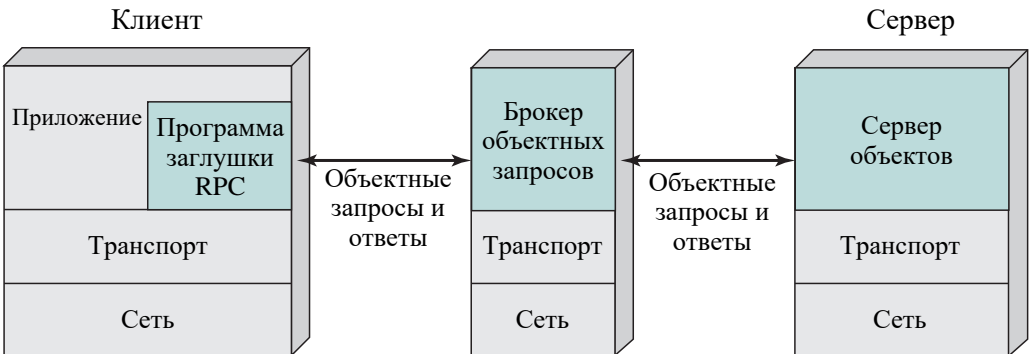 Клиент
Сервер
Приложение
Программа
заглушки
RPC
Транспорт
Сеть
Объектные
запросы и
ответы
Брокер
объектных
запросов
Транспорт
Сеть
Объектные
запросы и
ответы
Сервер
объектов
Транспорт
Сеть